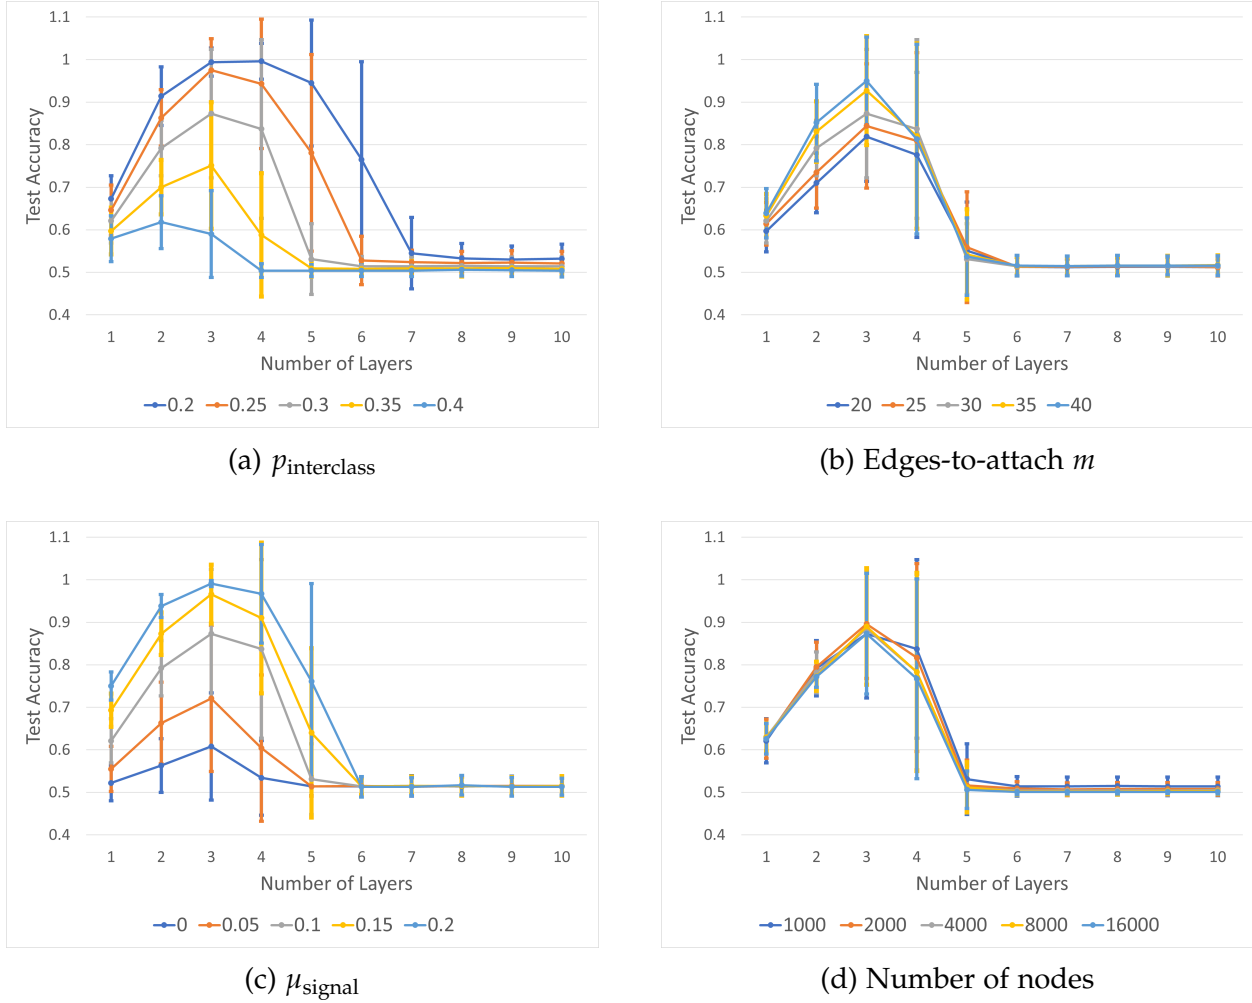 1.1
1
0.9
0.8
0.7
0.6
0.5
0.4
Test Accuracy
1 2 3 4 5 6 7 8 9 10
Number of Layers
0.2 0.25 0.3 0.35 0.4
(a) pinterclass
1.1
1
0.9
0.8
0.7
0.6
0.5
0.4
Test Accuracy
1 2 3 4 5 6 7 8 9 10
Number of Layers
20 25 30 35 40
(b) Edges-to-attach m
1.1
1
0.9
0.8
0.7
0.6
0.5
0.4
Test Accuracy
1 2 3 4 5 6 7 8 9 10
Number of Layers
0 0.05 0.1 0.15 0.2
(c) μsignal
1.1
1
0.9
0.8
0.7
0.6
0.5
0.4
Test Accuracy
1 2 3 4 5 6 7 8 9 10
Number of Layers
1000 2000 4000 8000 16000
(d) Number of nodes